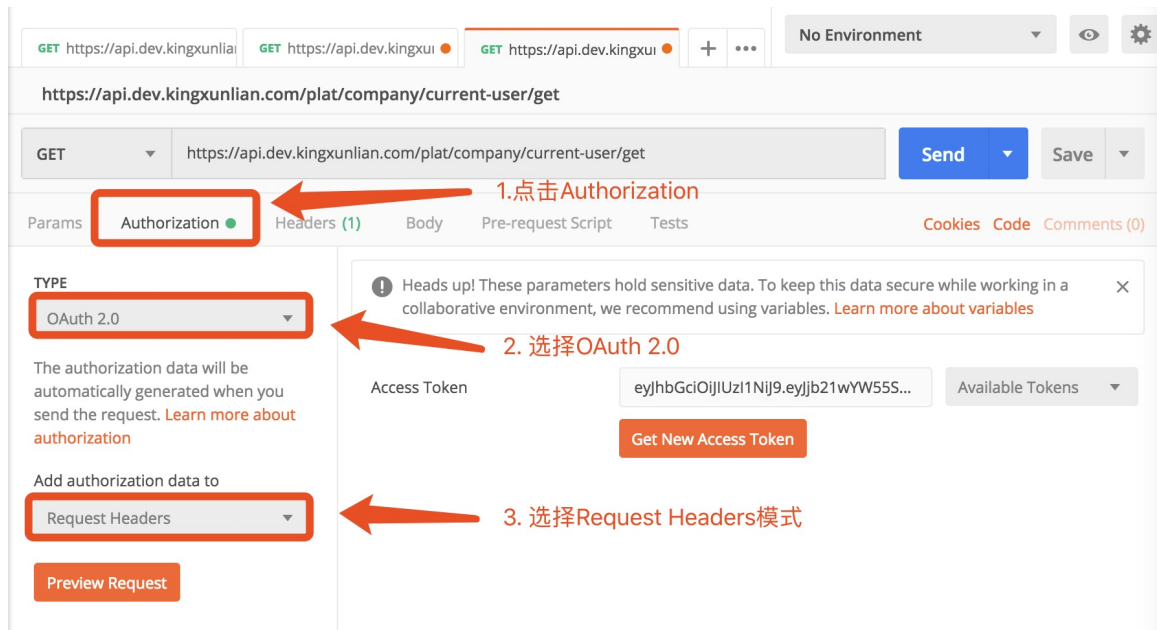 GET https://api.dev.kingxunlia
GET https://api.dev.kingxu
GET https://api.dev.kingxu
+ •••
No Environment
https://api.dev.kingxunlian.com/plat/company/current-user/get
GET
https://api.dev.kingxunlian.com/plat/company/current-user/get
Send
Save
1.点击Authorization
Params
Authorization
Headers (1)
Body
Pre-request Script
Tests
Cookies
Code
Comments (0)
TYPE
OAuth 2.0
The authorization data will be
automatically generated when you
send the request. Learn more about
authorization
Add authorization data to
Request Headers
Preview Request
Heads up! These parameters hold sensitive data. To keep this data secure while working in a
collaborative environment, we recommend using variables. Learn more about variables
2. 选择OAuth 2.0
Access Token
eyJhbGciOiJIUzI1NiJ9.eyJjb21wYW55S...
Available Tokens
Get New Access Token
3. 选择Request Headers模式